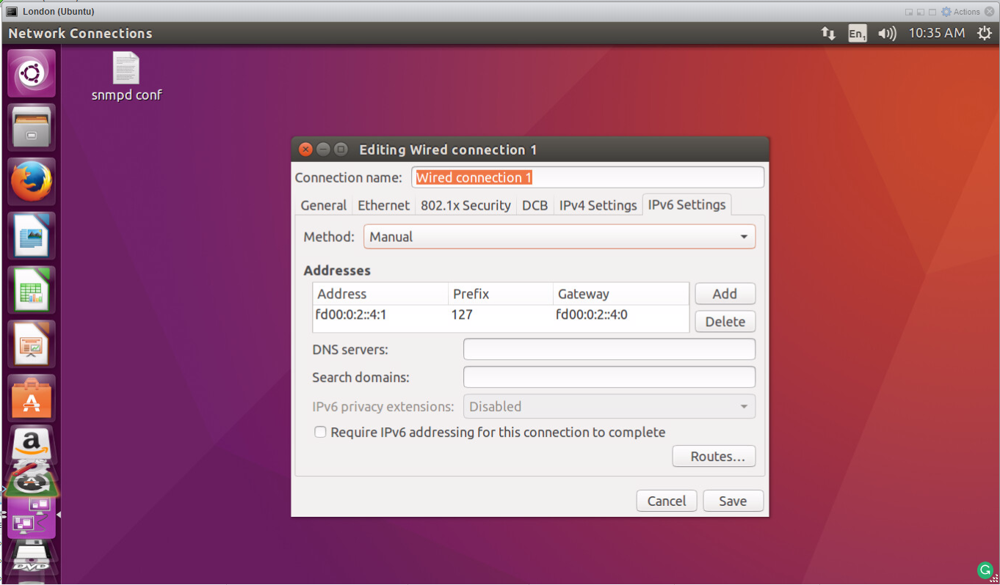 London (Ubuntu)
Actions
Network Connections
En1
10:35 AM
snmpd conf
Editing Wired connection 1
Connection name: Wired connection 1
General Ethernet 802.1x Security DCB IPv4 Settings IPv6 Settings
Method: Manual
Addresses
Address Prefix Gateway
Add
fd00:0:2::4:1 127 fd00:0:2::4:0
Delete
DNS servers:
Search domains:
IPv6 privacy extensions: Disabled
Require IPv6 addressing for this connection to complete
Routes...
Cancel Save